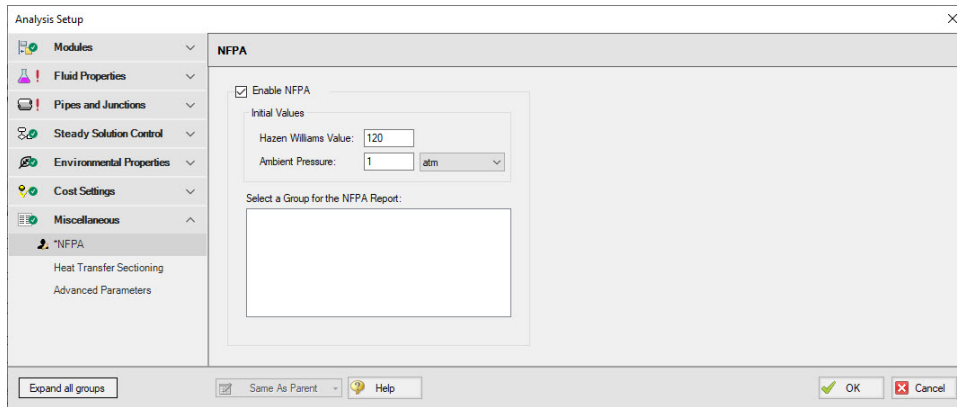 Analysis Setup
Modules
Fluid Properties
Pipes and Junctions
Steady Solution Control
Environmental Properties
Cost Settings
Miscellaneous
*NFPA
Heat Transfer Sectioning
Advanced Parameters
Expand all groups
NFPA
Enable NFPA
Initial Values
Hazen Williams Value: 120
Ambient Pressure: 1 atm
Select a Group for the NFPA Report:
Same As Parent
Help
OK
Cancel